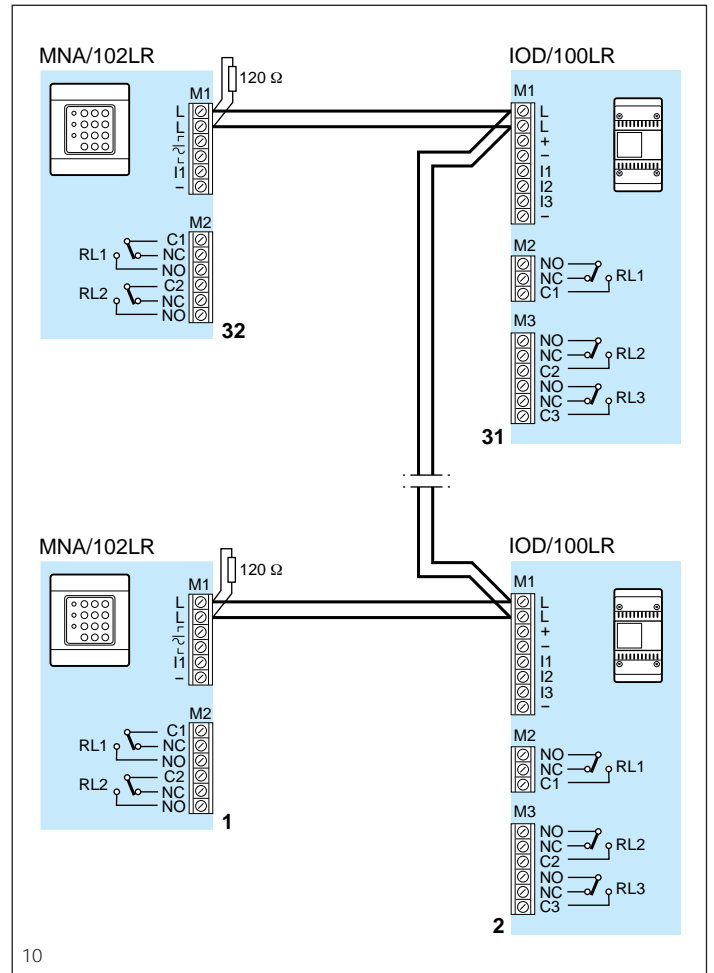 MNA/102LR
120 Ω
M1
L
L
~
~
I1
–
M2
C1
NC
NO
C2
NC
NO
RL1
RL2
32
IOD/100LR
M1
L
L
+
–
I1
I2
I3
–
M2
NO
NC
C1
RL1
M3
NO
NC
C2
NO
NC
C3
RL2
RL3
31
MNA/102LR
120 Ω
M1
L
L
~
~
I1
–
M2
C1
NC
NO
C2
NC
NO
RL1
RL2
1
IOD/100LR
M1
L
L
+
–
I1
I2
I3
–
M2
NO
NC
C1
RL1
M3
NO
NC
C2
NO
NC
C3
RL2
RL3
2
10